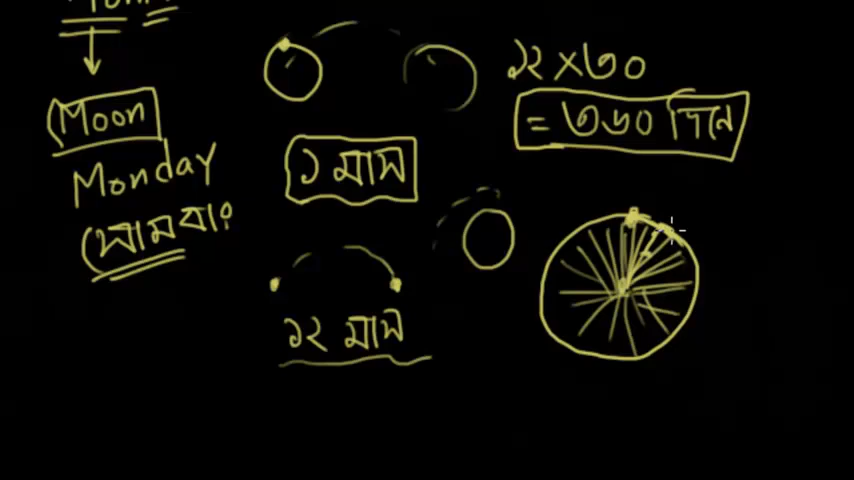 Moon
Monday
সোমবার
১ মাস
১২ মাস
১২ × ৩০
= ৩৬০ দিনে